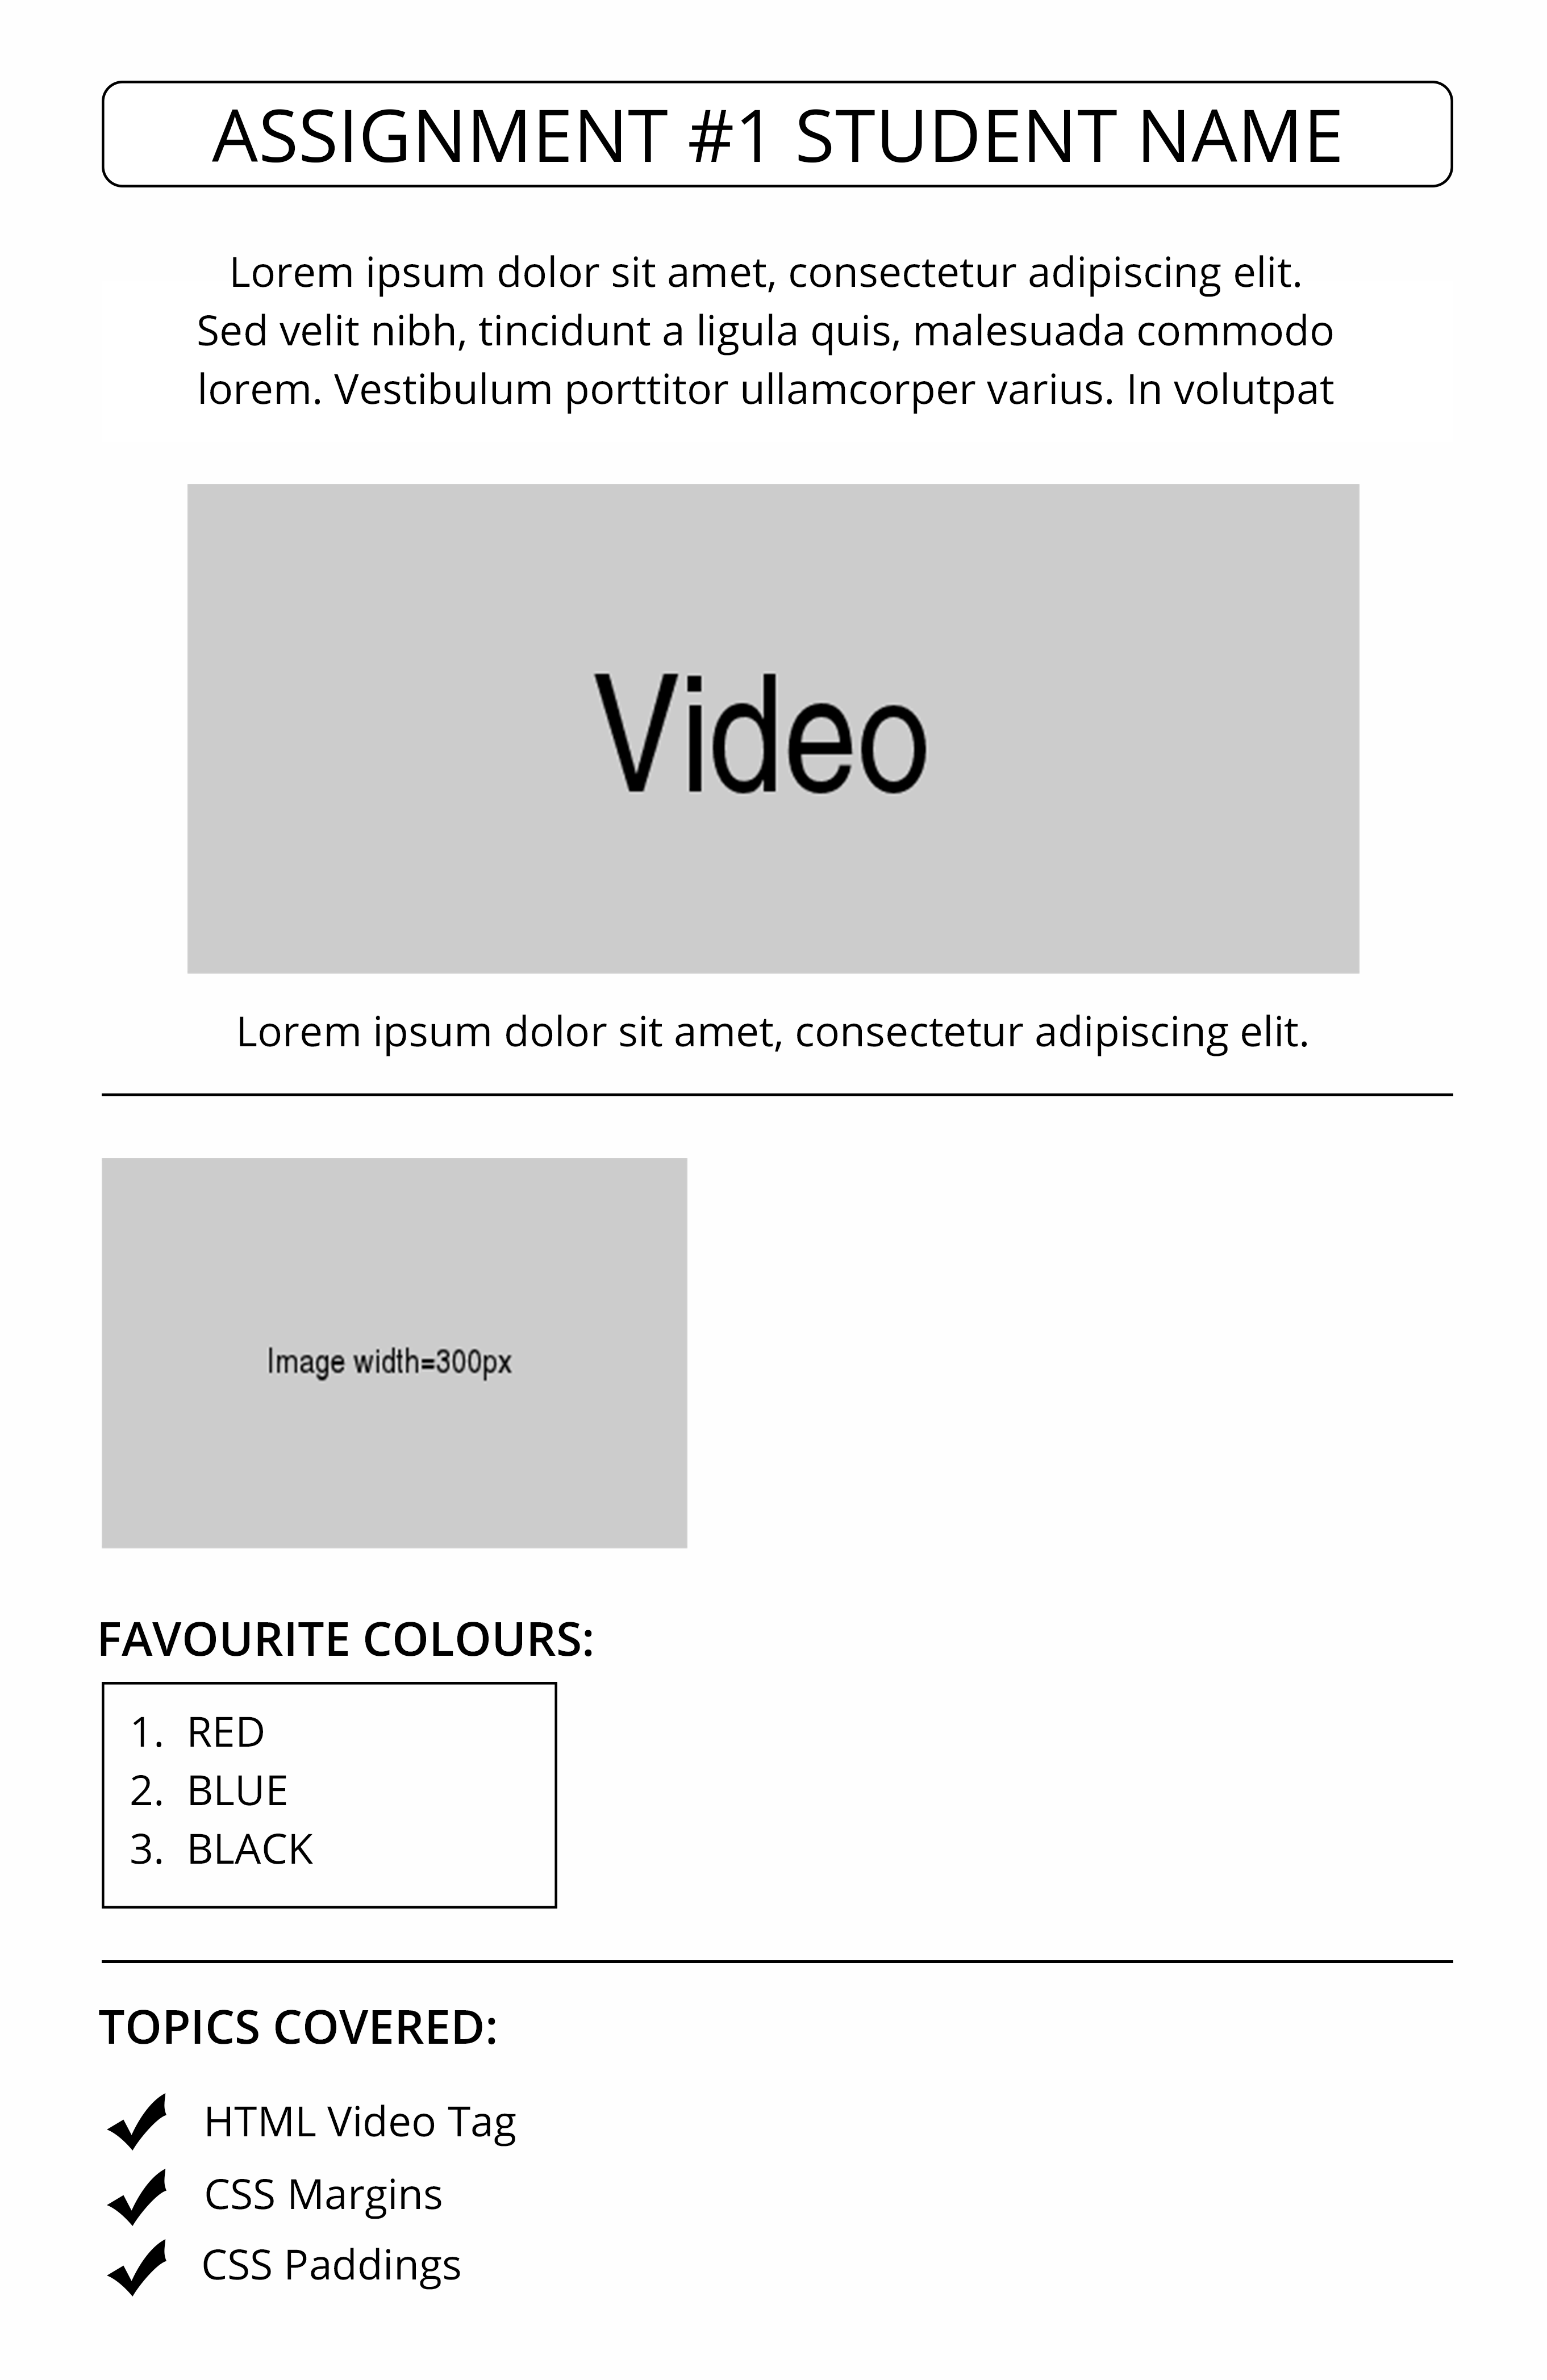 ASSIGNMENT #1 STUDENT NAME
Lorem ipsum dolor sit amet, consectetur adipiscing elit.
Sed velit nibh, tincidunt a ligula quis, malesuada commodo
lorem. Vestibulum porttitor ullamcorper varius. In volutpat
Video
Lorem ipsum dolor sit amet, consectetur adipiscing elit.
Image width=300px
FAVOURITE COLOURS:
1. RED
2. BLUE
3. BLACK
TOPICS COVERED:
HTML Video Tag
CSS Margins
CSS Paddings